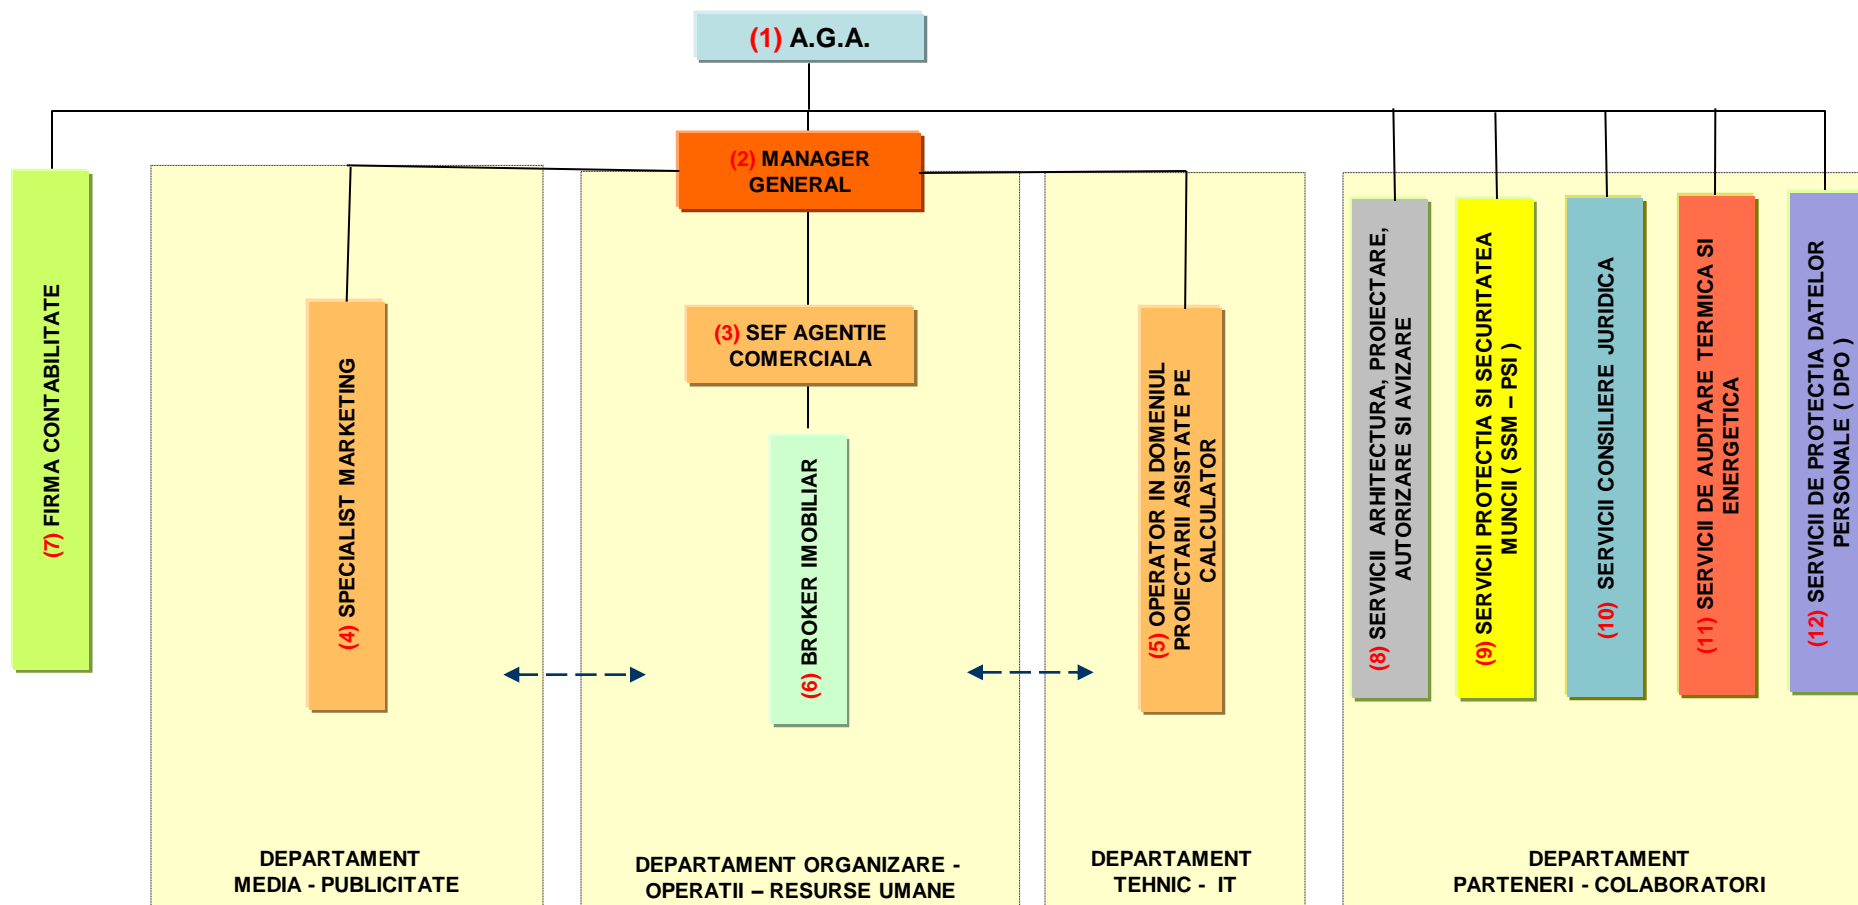 (1) A.G.A.
(2) MANAGER
GENERAL
(3) SEF AGENTIE
COMERCIALA
(7) FIRMA CONTABILITATE
(4) SPECIALIST MARKETING
(6) BROKER IMOBILIAR
(5) OPERATOR IN DOMENIUL
PROIECTARII ASISTATE PE
CALCULATOR
(8) SERVICII ARHITECTURA, PROIECTARE,
AUTORIZARE SI AVIZARE
(9) SERVICII PROTECTIA SI SECURITATEA
MUNCII ( SSM – PSI )
(10) SERVICII CONSILIERE JURIDICA
(11) SERVICII DE AUDITARE TERMICA SI
ENERGETICA
(12) SERVICII DE PROTECTIA DATELOR
PERSONALE ( DPO )
DEPARTAMENT
MEDIA - PUBLICITATE
DEPARTAMENT ORGANIZARE -
OPERATII – RESURSE UMANE
DEPARTAMENT
TEHNIC - IT
DEPARTAMENT
PARTENERI - COLABORATORI